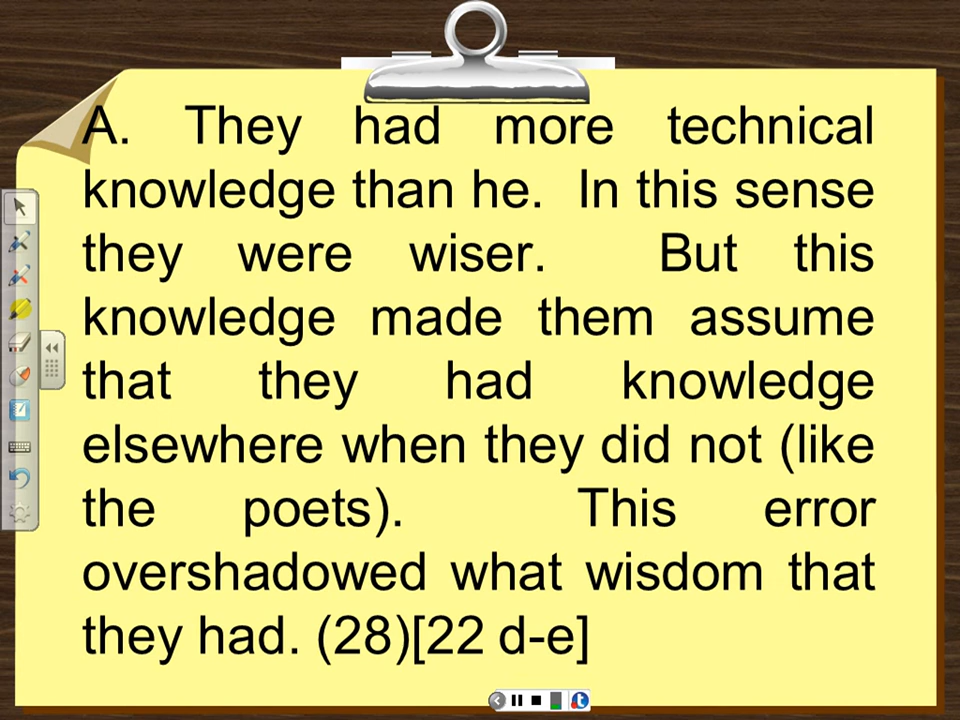 A. They had more technical
knowledge than he. In this sense
they were wiser. But this
knowledge made them assume
that they had knowledge
elsewhere when they did not (like
the poets). This error
overshadowed what wisdom that
they had. (28)[22 d-e]